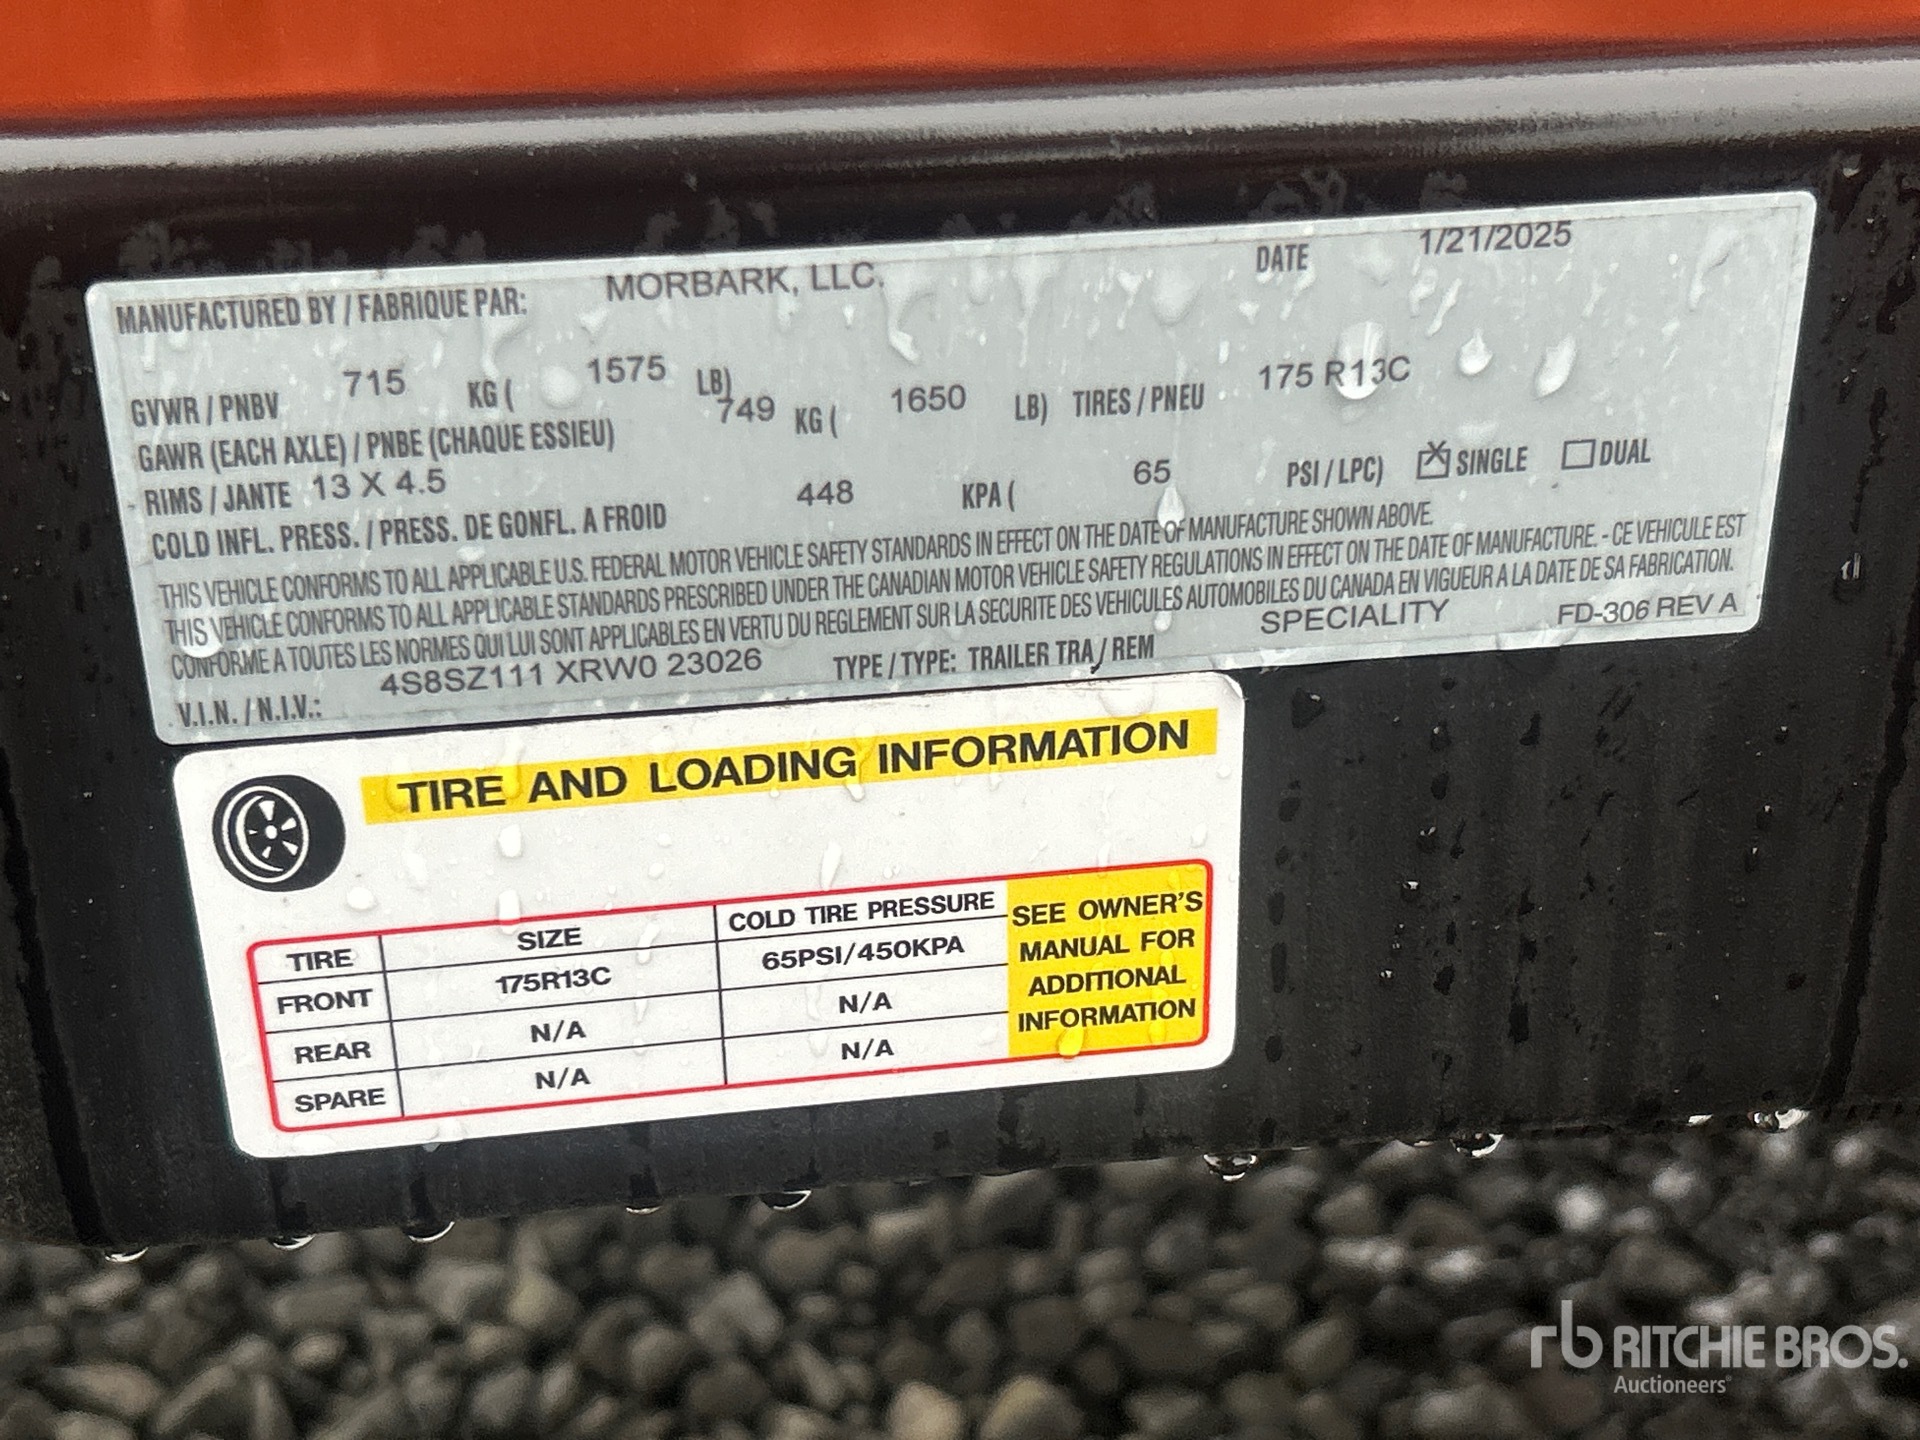 MANUFACTURED BY / FABRIQUE PAR: MORBARK, LLC. DATE 1/21/2025
GVWR / PNBV 715 KG ( 1575 LB)
GAWR (EACH AXLE) / PNBE (CHAQUE ESSIEU) 749 KG ( 1650 LB) TIRES / PNEU 175 R13C
RIMS / JANTE 13 X 4.5
COLD INFL. PRESS. / PRESS. DE GONFL. A FROID 448 KPA ( 65 PSI / LPC) X SINGLE DUAL
THIS VEHICLE CONFORMS TO ALL APPLICABLE U.S. FEDERAL MOTOR VEHICLE SAFETY STANDARDS IN EFFECT ON THE DATE OF MANUFACTURE SHOWN ABOVE.
THIS VEHICLE CONFORMS TO ALL APPLICABLE STANDARDS PRESCRIBED UNDER THE CANADIAN MOTOR VEHICLE SAFETY REGULATIONS IN EFFECT ON THE DATE OF MANUFACTURE. - CE VEHICULE EST
CONFORME A TOUTES LES NORMES QUI LUI SONT APPLICABLES EN VERTU DU REGLEMENT SUR LA SECURITE DES VEHICULES AUTOMOBILES DU CANADA EN VIGUEUR A LA DATE DE SA FABRICATION.
V.I.N. / N.I.V.: 4S8SZ111 XRW0 23026 TYPE / TYPE: TRAILER TRA / REM SPECIALITY FD-306 REV A
TIRE AND LOADING INFORMATION
TIRE SIZE COLD TIRE PRESSURE
FRONT 175R13C 65PSI/450KPA
REAR N/A N/A
SPARE N/A N/A
SEE OWNER'S
MANUAL FOR
ADDITIONAL
INFORMATION
rb RITCHIE BROS.
Auctioneers